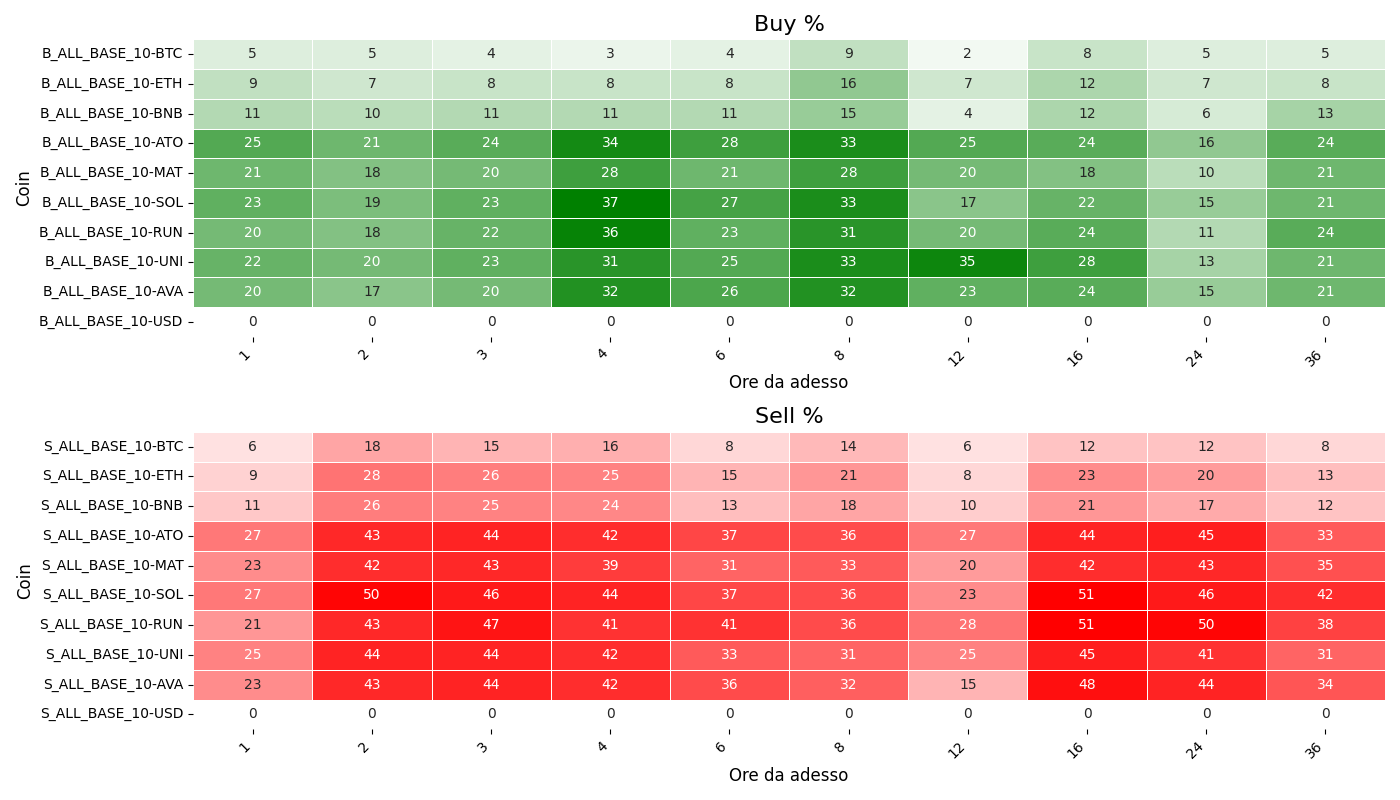 Buy %
Coin
B_ALL_BASE_10-BTC 5 5 4 3 4 9 2 8 5 5
B_ALL_BASE_10-ETH 9 7 8 8 8 16 7 12 7 8
B_ALL_BASE_10-BNB 11 10 11 11 11 15 4 12 6 13
B_ALL_BASE_10-ATO 25 21 24 34 28 33 25 24 16 24
B_ALL_BASE_10-MAT 21 18 20 28 21 28 20 18 10 21
B_ALL_BASE_10-SOL 23 19 23 37 27 33 17 22 15 21
B_ALL_BASE_10-RUN 20 18 22 36 23 31 20 24 11 24
B_ALL_BASE_10-UNI 22 20 23 31 25 33 35 28 13 21
B_ALL_BASE_10-AVA 20 17 20 32 26 32 23 24 15 21
B_ALL_BASE_10-USD 0 0 0 0 0 0 0 0 0 0
1 2 3 4 6 8 12 16 24 36
Ore da adesso
Sell %
Coin
S_ALL_BASE_10-BTC 6 18 15 16 8 14 6 12 12 8
S_ALL_BASE_10-ETH 9 28 26 25 15 21 8 23 20 13
S_ALL_BASE_10-BNB 11 26 25 24 13 18 10 21 17 12
S_ALL_BASE_10-ATO 27 43 44 42 37 36 27 44 45 33
S_ALL_BASE_10-MAT 23 42 43 39 31 33 20 42 43 35
S_ALL_BASE_10-SOL 27 50 46 44 37 36 23 51 46 42
S_ALL_BASE_10-RUN 21 43 47 41 41 36 28 51 50 38
S_ALL_BASE_10-UNI 25 44 44 42 33 31 25 45 41 31
S_ALL_BASE_10-AVA 23 43 44 42 36 32 15 48 44 34
S_ALL_BASE_10-USD 0 0 0 0 0 0 0 0 0 0
1 2 3 4 6 8 12 16 24 36
Ore da adesso